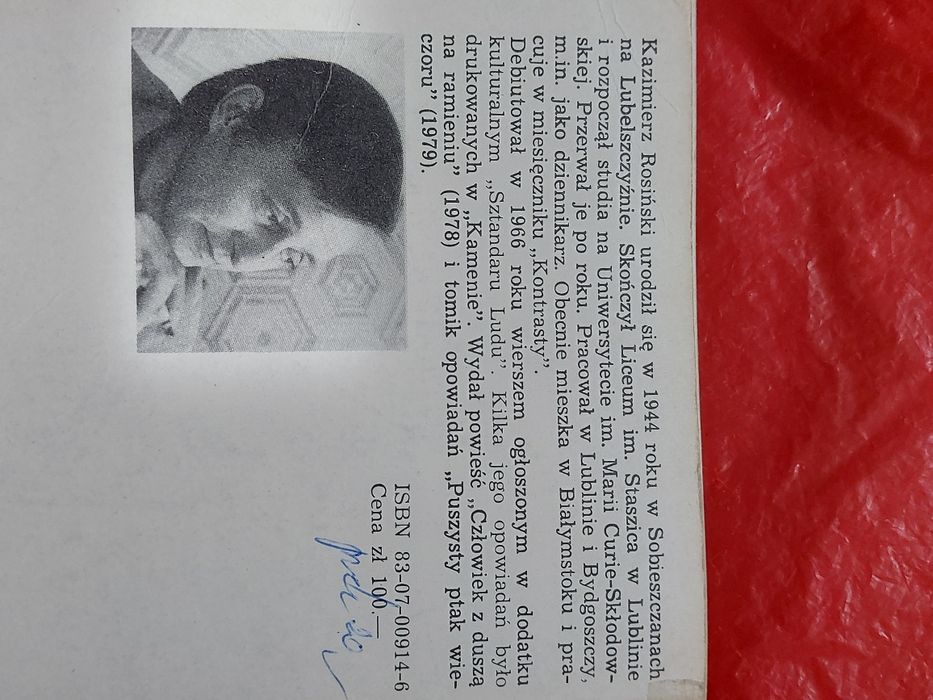 Kazimierz Rosiński urodził się w 1944 roku w Sobieszczanach
na Lubelszczyźnie. Skończył Liceum im. Staszica w Lublinie
i rozpoczął studia na Uniwersytecie im. Marii Curie-Skłodow-
skiej. Przerwał je po roku. Pracował w Lublinie i Bydgoszczy,
m.in. jako dziennikarz. Obecnie mieszka w Białymstoku i pra-
cuje w miesięczniku „Kontrasty”.
Debiutował w 1966 roku wierszem ogłoszonym w dodatku
kulturalnym „Sztandaru Ludu”. Kilka jego opowiadań było
drukowanych w „Kamenie”. Wydał powieść „Człowiek z duszą
na ramieniu” (1978) i tomik opowiadań „Puszysty ptak wie-
czoru” (1979).
ISBN 83-07-00914-6
Cena zł 100.—